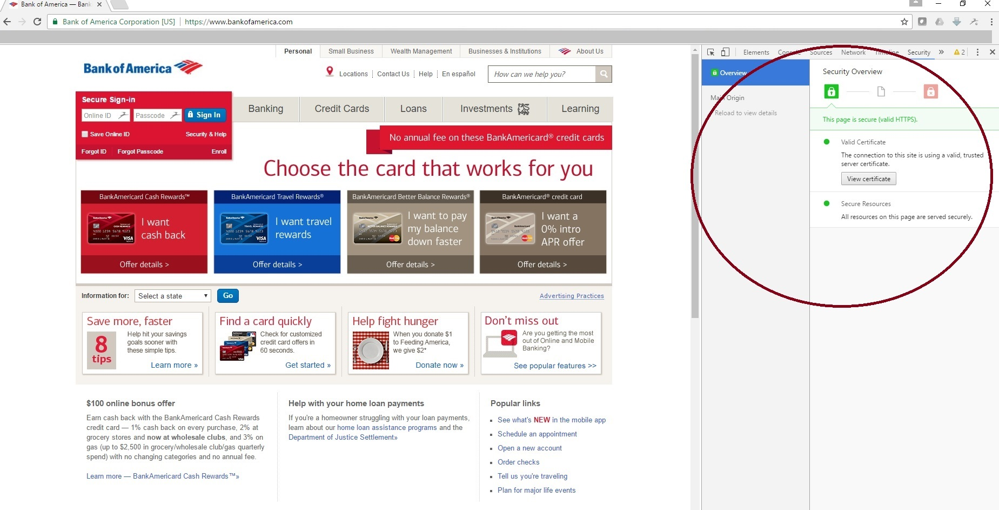 Bank of America — Bank
Bank of America Corporation [US] https://www.bankofamerica.com
Personal Small Business Wealth Management Businesses & Institutions About Us
Bank of America
Locations Contact Us Help En español How can we help you?
Secure Sign-in
Online ID Passcode Sign In
Save Online ID Security & Help
Forgot ID Forgot Passcode Enroll
Banking Credit Cards Loans Investments Learning
No annual fee on these BankAmericard® credit cards
Choose the card that works for you
BankAmericard Cash Rewards™
I want
cash back
Offer details >
BankAmericard Travel Rewards®
I want travel
rewards
Offer details >
BankAmericard Better Balance Rewards®
I want to pay
my balance
down faster
Offer details >
BankAmericard® credit card
I want a
0% intro
APR offer
Offer details >
Information for: Select a state Go Advertising Practices
Save more, faster
8
tips
Help hit your savings
goals sooner with
these simple tips.
Learn more »
Find a card quickly
Check for customized
credit card offers in
60 seconds.
Get started »
Help fight hunger
When you donate $1
to Feeding America,
we give $2*
Donate now »
Don't miss out
Are you getting the most
out of Online and Mobile
Banking?
See popular features >>
$100 online bonus offer
Earn cash back with the BankAmericard Cash Rewards
credit card — 1% cash back on every purchase, 2% at
grocery stores and now at wholesale clubs, and 3% on
gas (up to $2,500 in grocery/wholesale club/gas quarterly
spend) with no changing categories and no annual fee.
Learn more — BankAmericard Cash Rewards™»
Help with your home loan payments
If you're a homeowner struggling with your loan payments,
learn about our home loan assistance programs and the
Department of Justice Settlement»
Popular links
See what's NEW in the mobile app
Schedule an appointment
Open a new account
Order checks
Tell us you're traveling
Plan for major life events
Elements Console Sources Network Timeline Security » 2
Overview
Main Origin
Reload to view details
Security Overview
This page is secure (valid HTTPS).
Valid Certificate
The connection to this site is using a valid, trusted
server certificate.
View certificate
Secure Resources
All resources on this page are served securely.